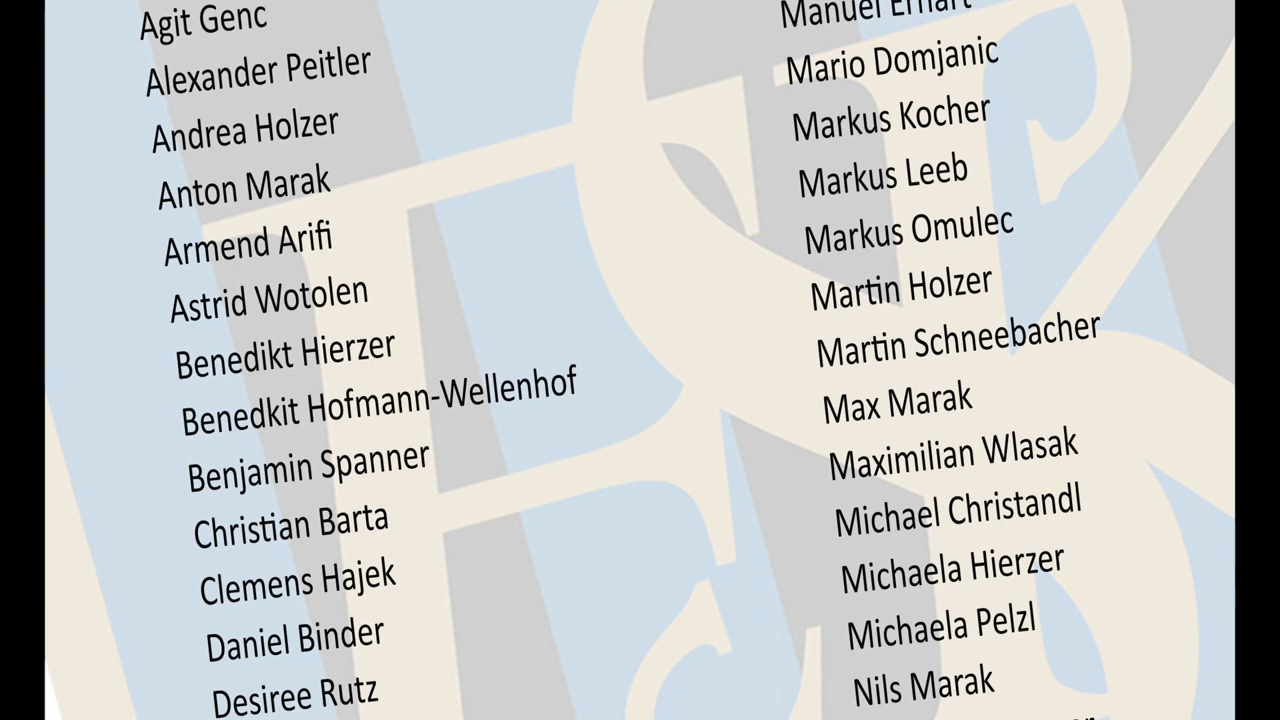 Agit Genc
Alexander Peitler
Andrea Holzer
Anton Marak
Armend Arifi
Astrid Wotolen
Benedikt Hierzer
Benedkit Hofmann-Wellenhof
Benjamin Spanner
Christian Barta
Clemens Hajek
Daniel Binder
Desiree Rutz
Manuel Erhart
Mario Domjanic
Markus Kocher
Markus Leeb
Markus Omulec
Martin Holzer
Martin Schneebacher
Max Marak
Maximilian Wlasak
Michael Christandl
Michaela Hierzer
Michaela Pelzl
Nils Marak